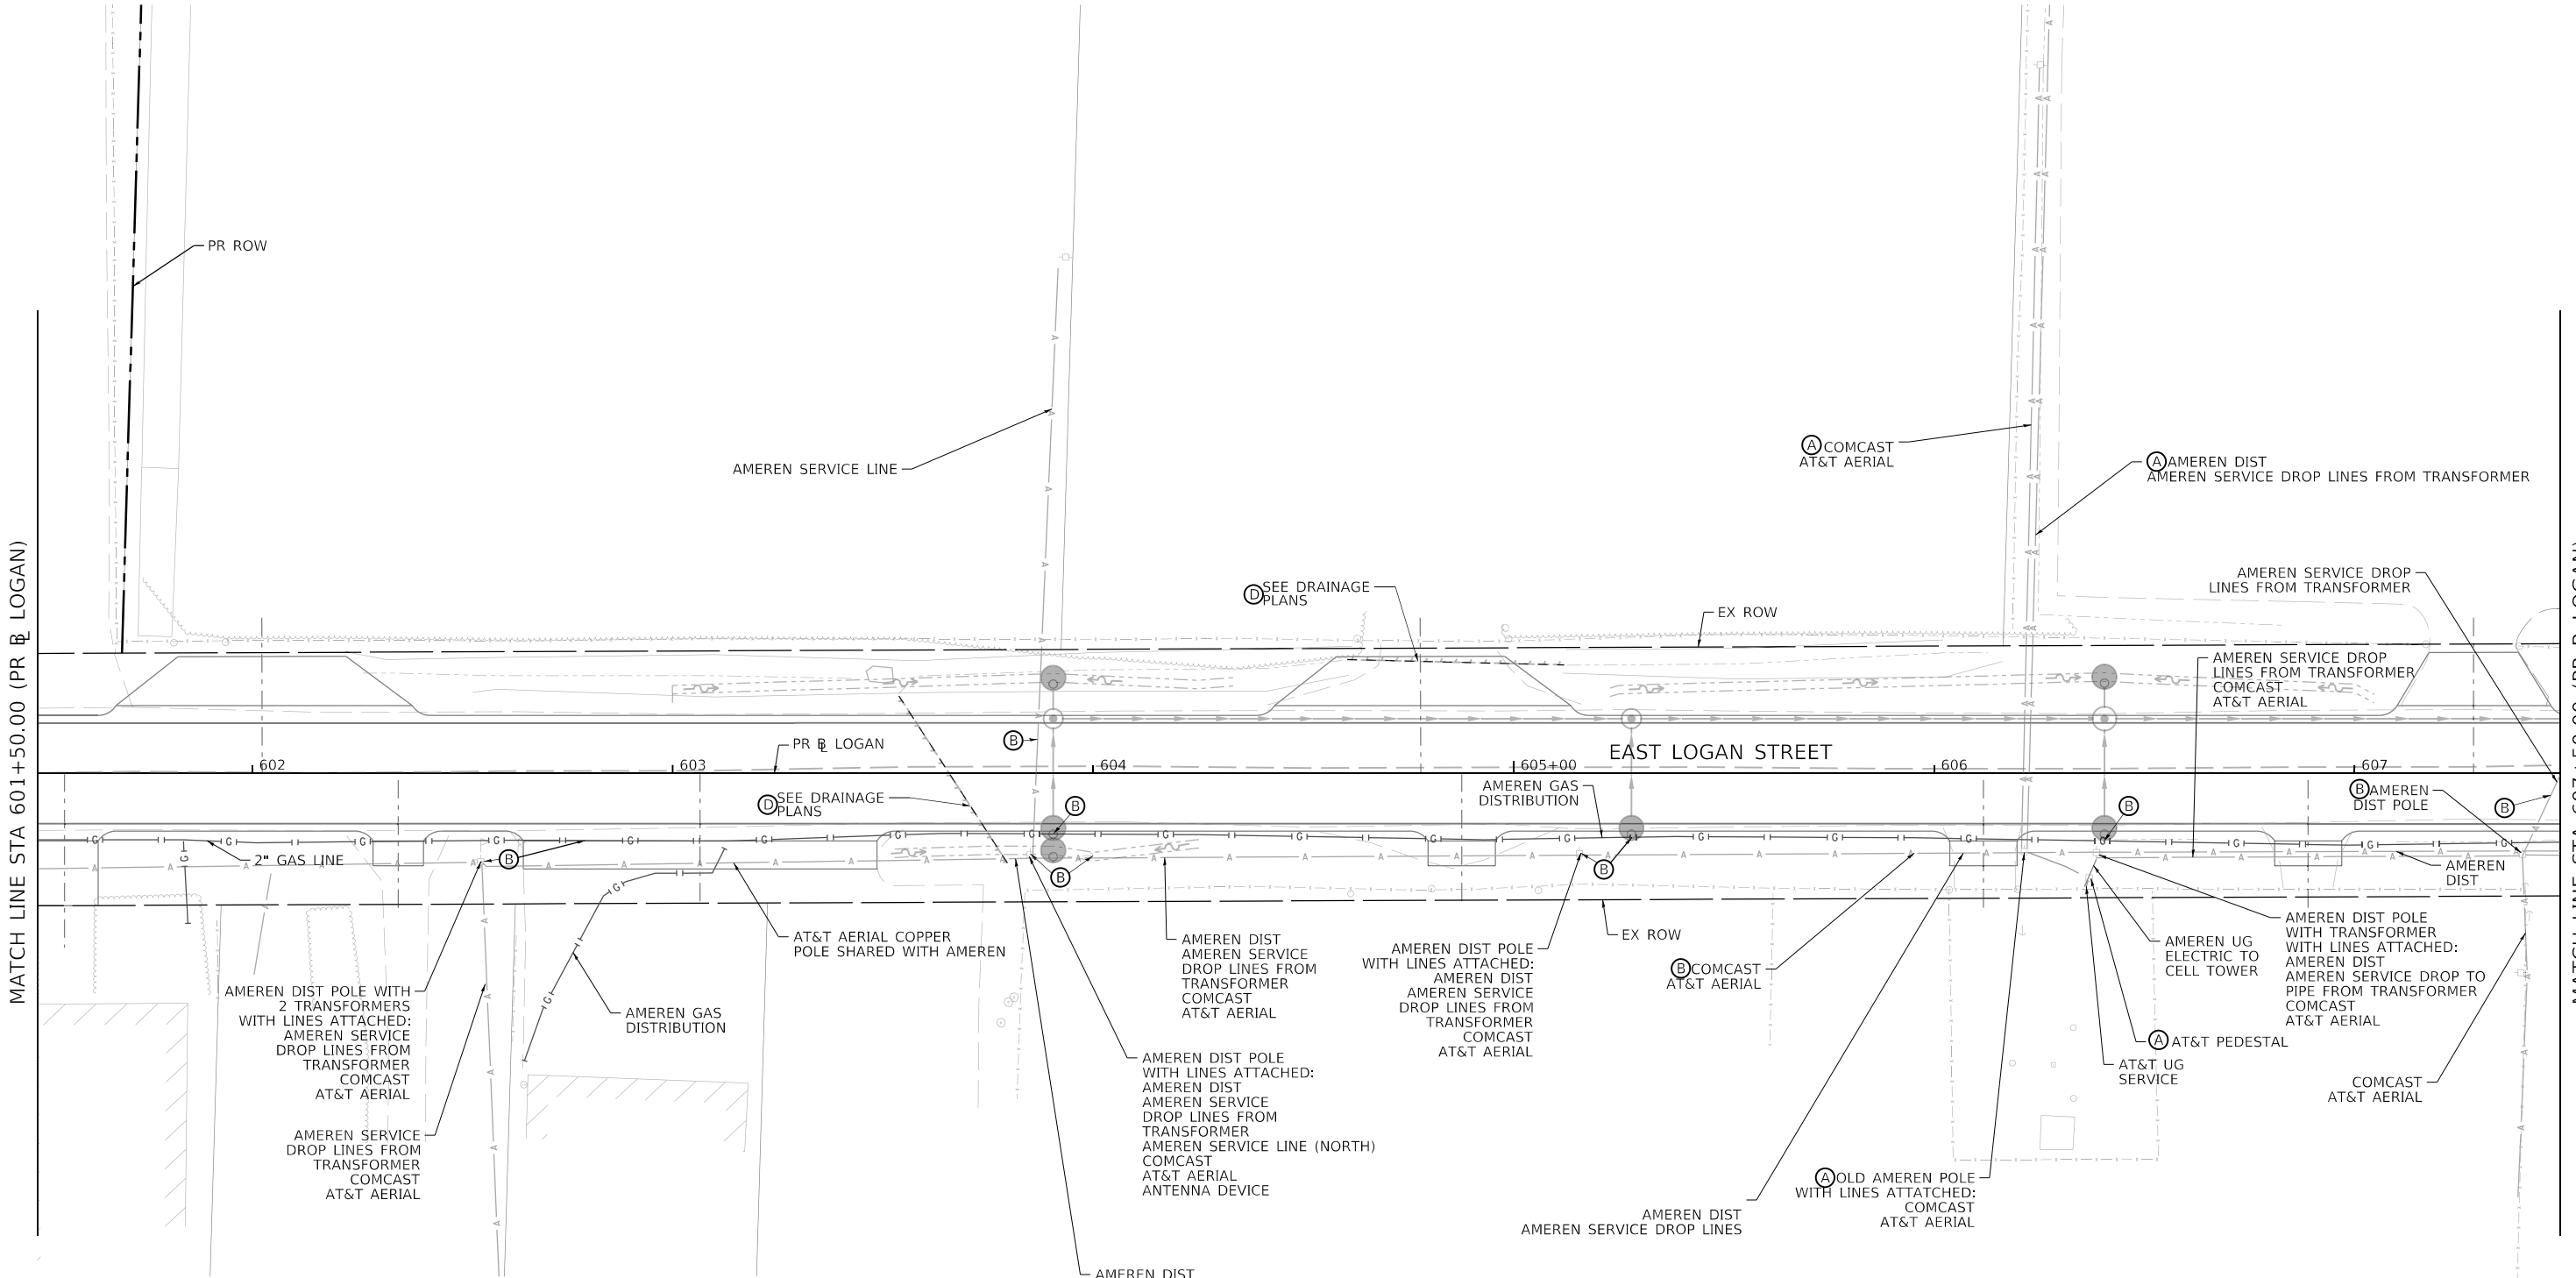 PR ROW
AMEREN SERVICE LINE
A COMCAST
AT&T AERIAL
A AMEREN DIST
AMEREN SERVICE DROP LINES FROM TRANSFORMER
AMEREN SERVICE DROP
LINES FROM TRANSFORMER
D SEE DRAINAGE
PLANS
EX ROW
AMEREN SERVICE DROP
LINES FROM TRANSFORMER
COMCAST
AT&T AERIAL
MATCH LINE STA 601+50.00 (PR BL LOGAN)
B
PR BL LOGAN
EAST LOGAN STREET
602
603
604
605+00
606
607
D SEE DRAINAGE
PLANS
B
AMEREN GAS
DISTRIBUTION
B
B AMEREN
DIST POLE
B
2" GAS LINE
B
B
B
AMEREN
DIST
AT&T AERIAL COPPER
POLE SHARED WITH AMEREN
AMEREN DIST
AMEREN SERVICE
DROP LINES FROM
TRANSFORMER
COMCAST
AT&T AERIAL
AMEREN DIST POLE
WITH LINES ATTACHED:
AMEREN DIST
AMEREN SERVICE
DROP LINES FROM
TRANSFORMER
COMCAST
AT&T AERIAL
EX ROW
B COMCAST
AT&T AERIAL
AMEREN UG
ELECTRIC TO
CELL TOWER
AMEREN DIST POLE
WITH TRANSFORMER
WITH LINES ATTACHED:
AMEREN DIST
AMEREN SERVICE DROP TO
PIPE FROM TRANSFORMER
COMCAST
AT&T AERIAL
AMEREN DIST POLE WITH
2 TRANSFORMERS
WITH LINES ATTACHED:
AMEREN SERVICE
DROP LINES FROM
TRANSFORMER
COMCAST
AT&T AERIAL
AMEREN GAS
DISTRIBUTION
A AT&T PEDESTAL
AT&T UG
SERVICE
COMCAST
AT&T AERIAL
AMEREN DIST POLE
WITH LINES ATTACHED:
AMEREN DIST
AMEREN SERVICE
DROP LINES FROM
TRANSFORMER
AMEREN SERVICE LINE (NORTH)
COMCAST
AT&T AERIAL
ANTENNA DEVICE
AMEREN SERVICE
DROP LINES FROM
TRANSFORMER
COMCAST
AT&T AERIAL
A OLD AMEREN POLE
WITH LINES ATTATCHED:
COMCAST
AT&T AERIAL
AMEREN DIST
AMEREN SERVICE DROP LINES
AMEREN DIST